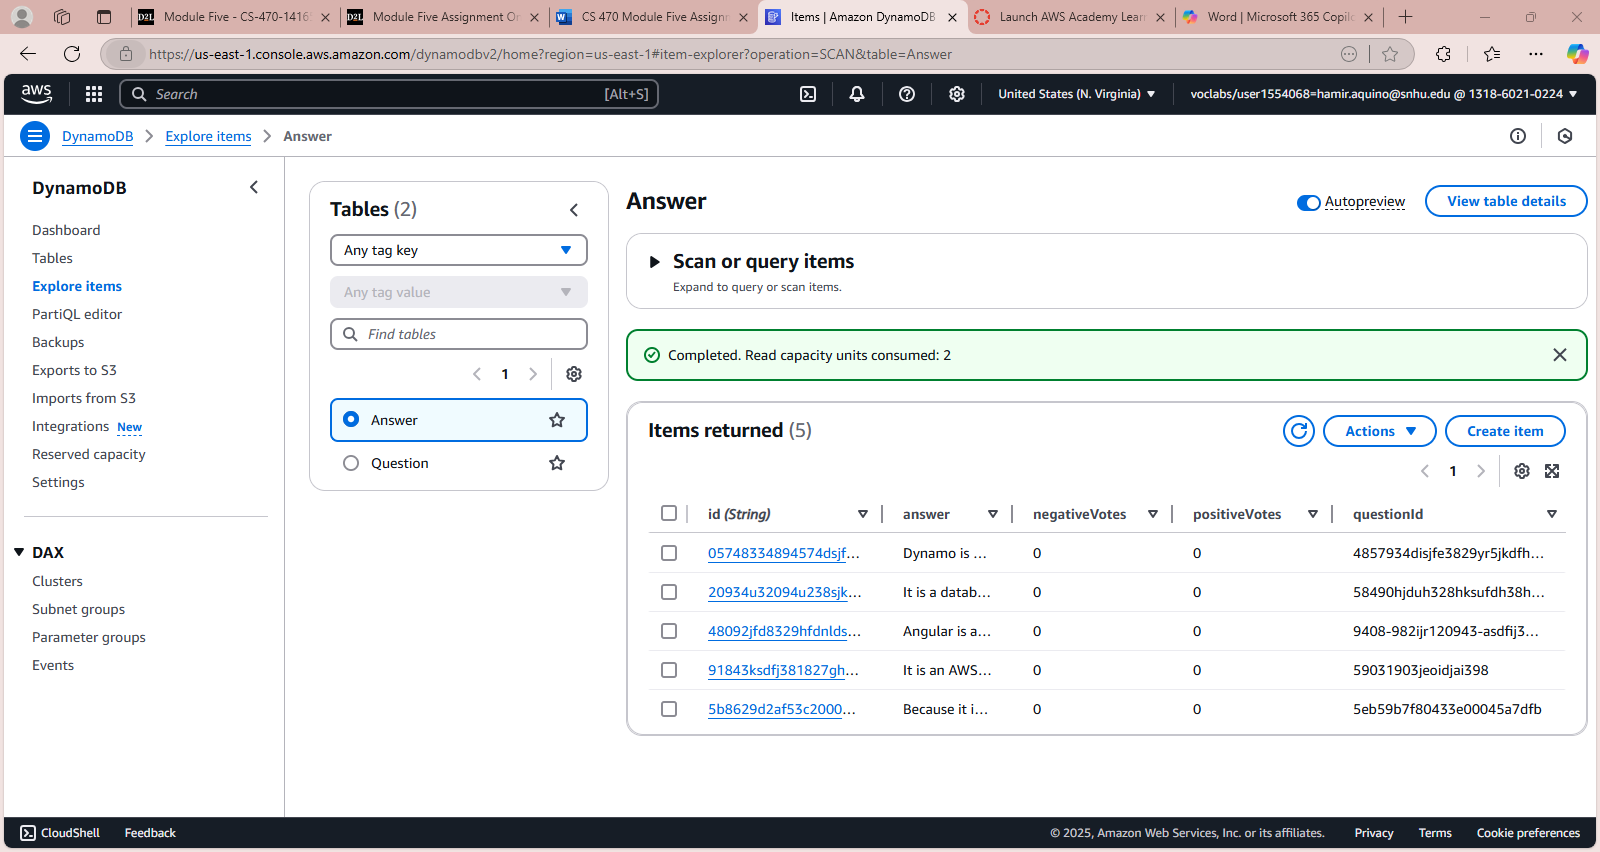 Module Five - CS-470-1416
Module Five Assignment O
CS 470 Module Five Assignm
Items | Amazon DynamoDB
Launch AWS Academy Lear
Word | Microsoft 365 Copilo
https://us-east-1.console.aws.amazon.com/dynamodbv2/home?region=us-east-1#item-explorer?operation=SCAN&table=Answer
aws
Search
[Alt+S]
United States (N. Virginia)
voclabs/user1554068=hamir.aquino@snhu.edu @ 1318-6021-0224
DynamoDB
Explore items
Answer
DynamoDB
Dashboard
Tables
Explore items
PartiQL editor
Backups
Exports to S3
Imports from S3
Integrations New
Reserved capacity
Settings
DAX
Clusters
Subnet groups
Parameter groups
Events
Tables (2)
Any tag key
Any tag value
Find tables
1
Answer
Question
Answer
Autopreview
View table details
Scan or query items
Expand to query or scan items.
Completed. Read capacity units consumed: 2
Items returned (5)
Actions
Create item
1
id (String) answer negativeVotes positiveVotes questionId
05748334894574dsjf... Dynamo is ... 0 0 4857934disjfe3829yr5jkdfh...
20934u32094u238sjk... It is a datab... 0 0 58490hjduh328hksufdh38h...
48092jfd8329hfdnlds... Angular is a... 0 0 9408-982ijr120943-asdfij3...
91843ksdfj381827gh... It is an AWS... 0 0 59031903jeoidjai398
5b8629d2af53c2000... Because it i... 0 0 5eb59b7f80433e00045a7dfb
CloudShell
Feedback
© 2025, Amazon Web Services, Inc. or its affiliates.
Privacy
Terms
Cookie preferences